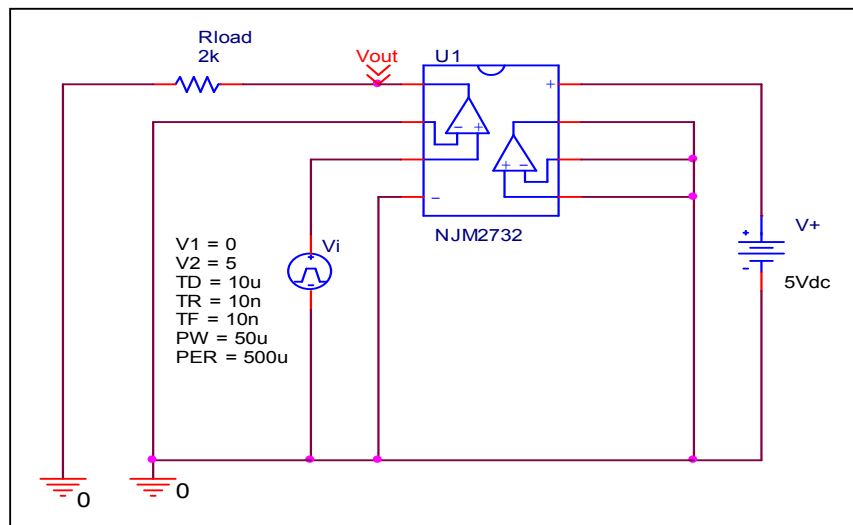 Rload
2k
Vout
U1
+
− +
+ −
-
NJM2732
V1 = 0
V2 = 5
TD = 10u
TR = 10n
TF = 10n
PW = 50u
PER = 500u
Vi
+
-
V+
+
-
5Vdc
0
0